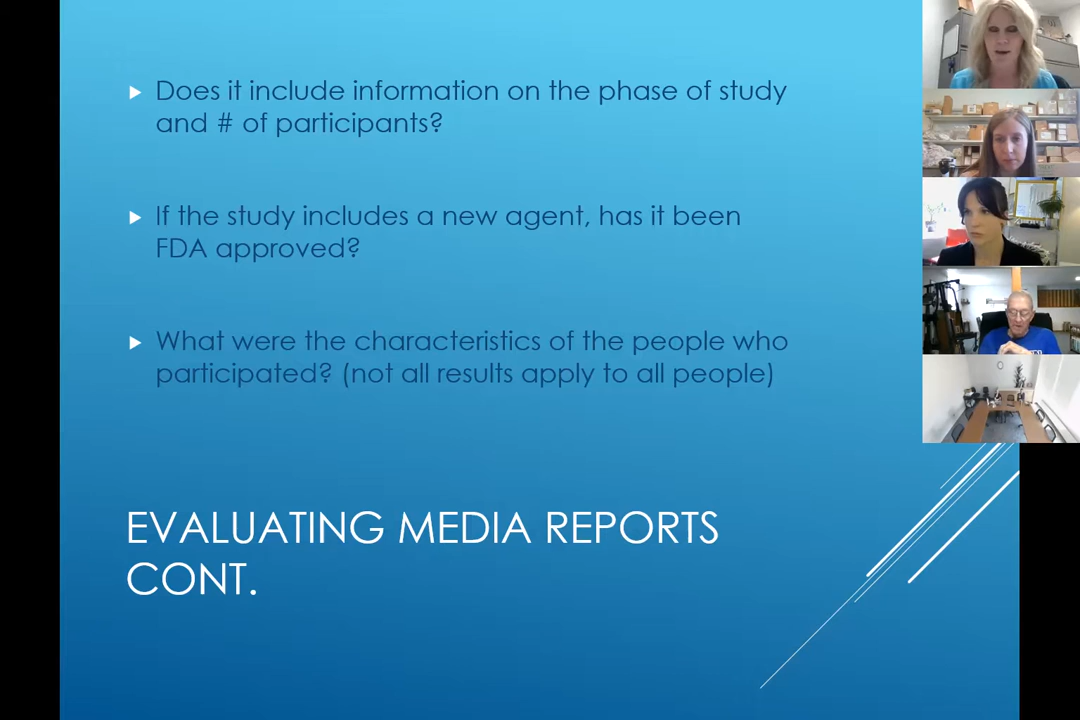 Does it include information on the phase of study
and # of participants?
If the study includes a new agent, has it been
FDA approved?
What were the characteristics of the people who
participated? (not all results apply to all people)
EVALUATING MEDIA REPORTS
CONT.